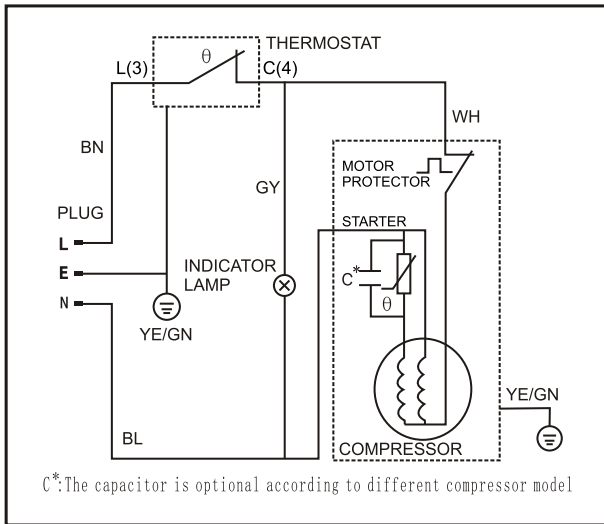 THERMOSTAT
θ
L(3)
C(4)
WH
BN
MOTOR
PROTECTOR
GY
PLUG
STARTER
L
E
INDICATOR
LAMP
C*
N
θ
YE/GN
YE/GN
BL
COMPRESSOR
C*:The capacitor is optional according to different compressor model